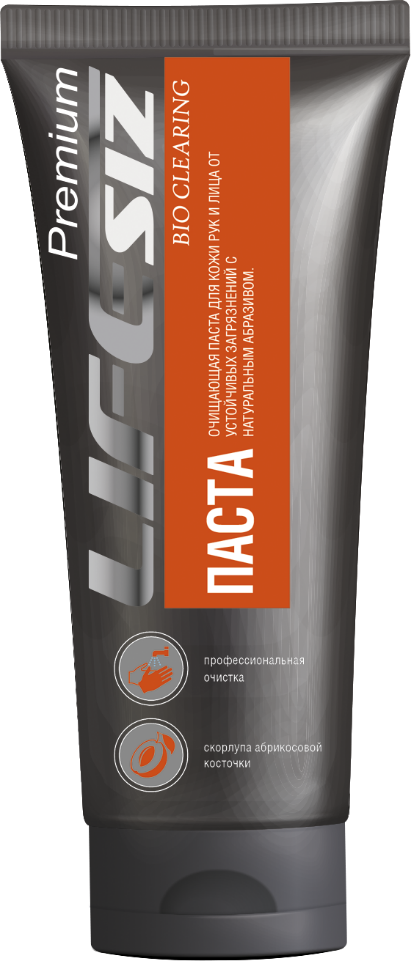 Premium
LIFESIZ
BIO CLEARING
ПАСТА
ОЧИЩАЮЩАЯ ПАСТА ДЛЯ КОЖИ РУК И ЛИЦА ОТ
УСТОЙЧИВЫХ ЗАГРЯЗНЕНИЙ С
НАТУРАЛЬНЫМ АБРАЗИВОМ.
профессиональная
очистка
скорлупа абрикосовой
косточки